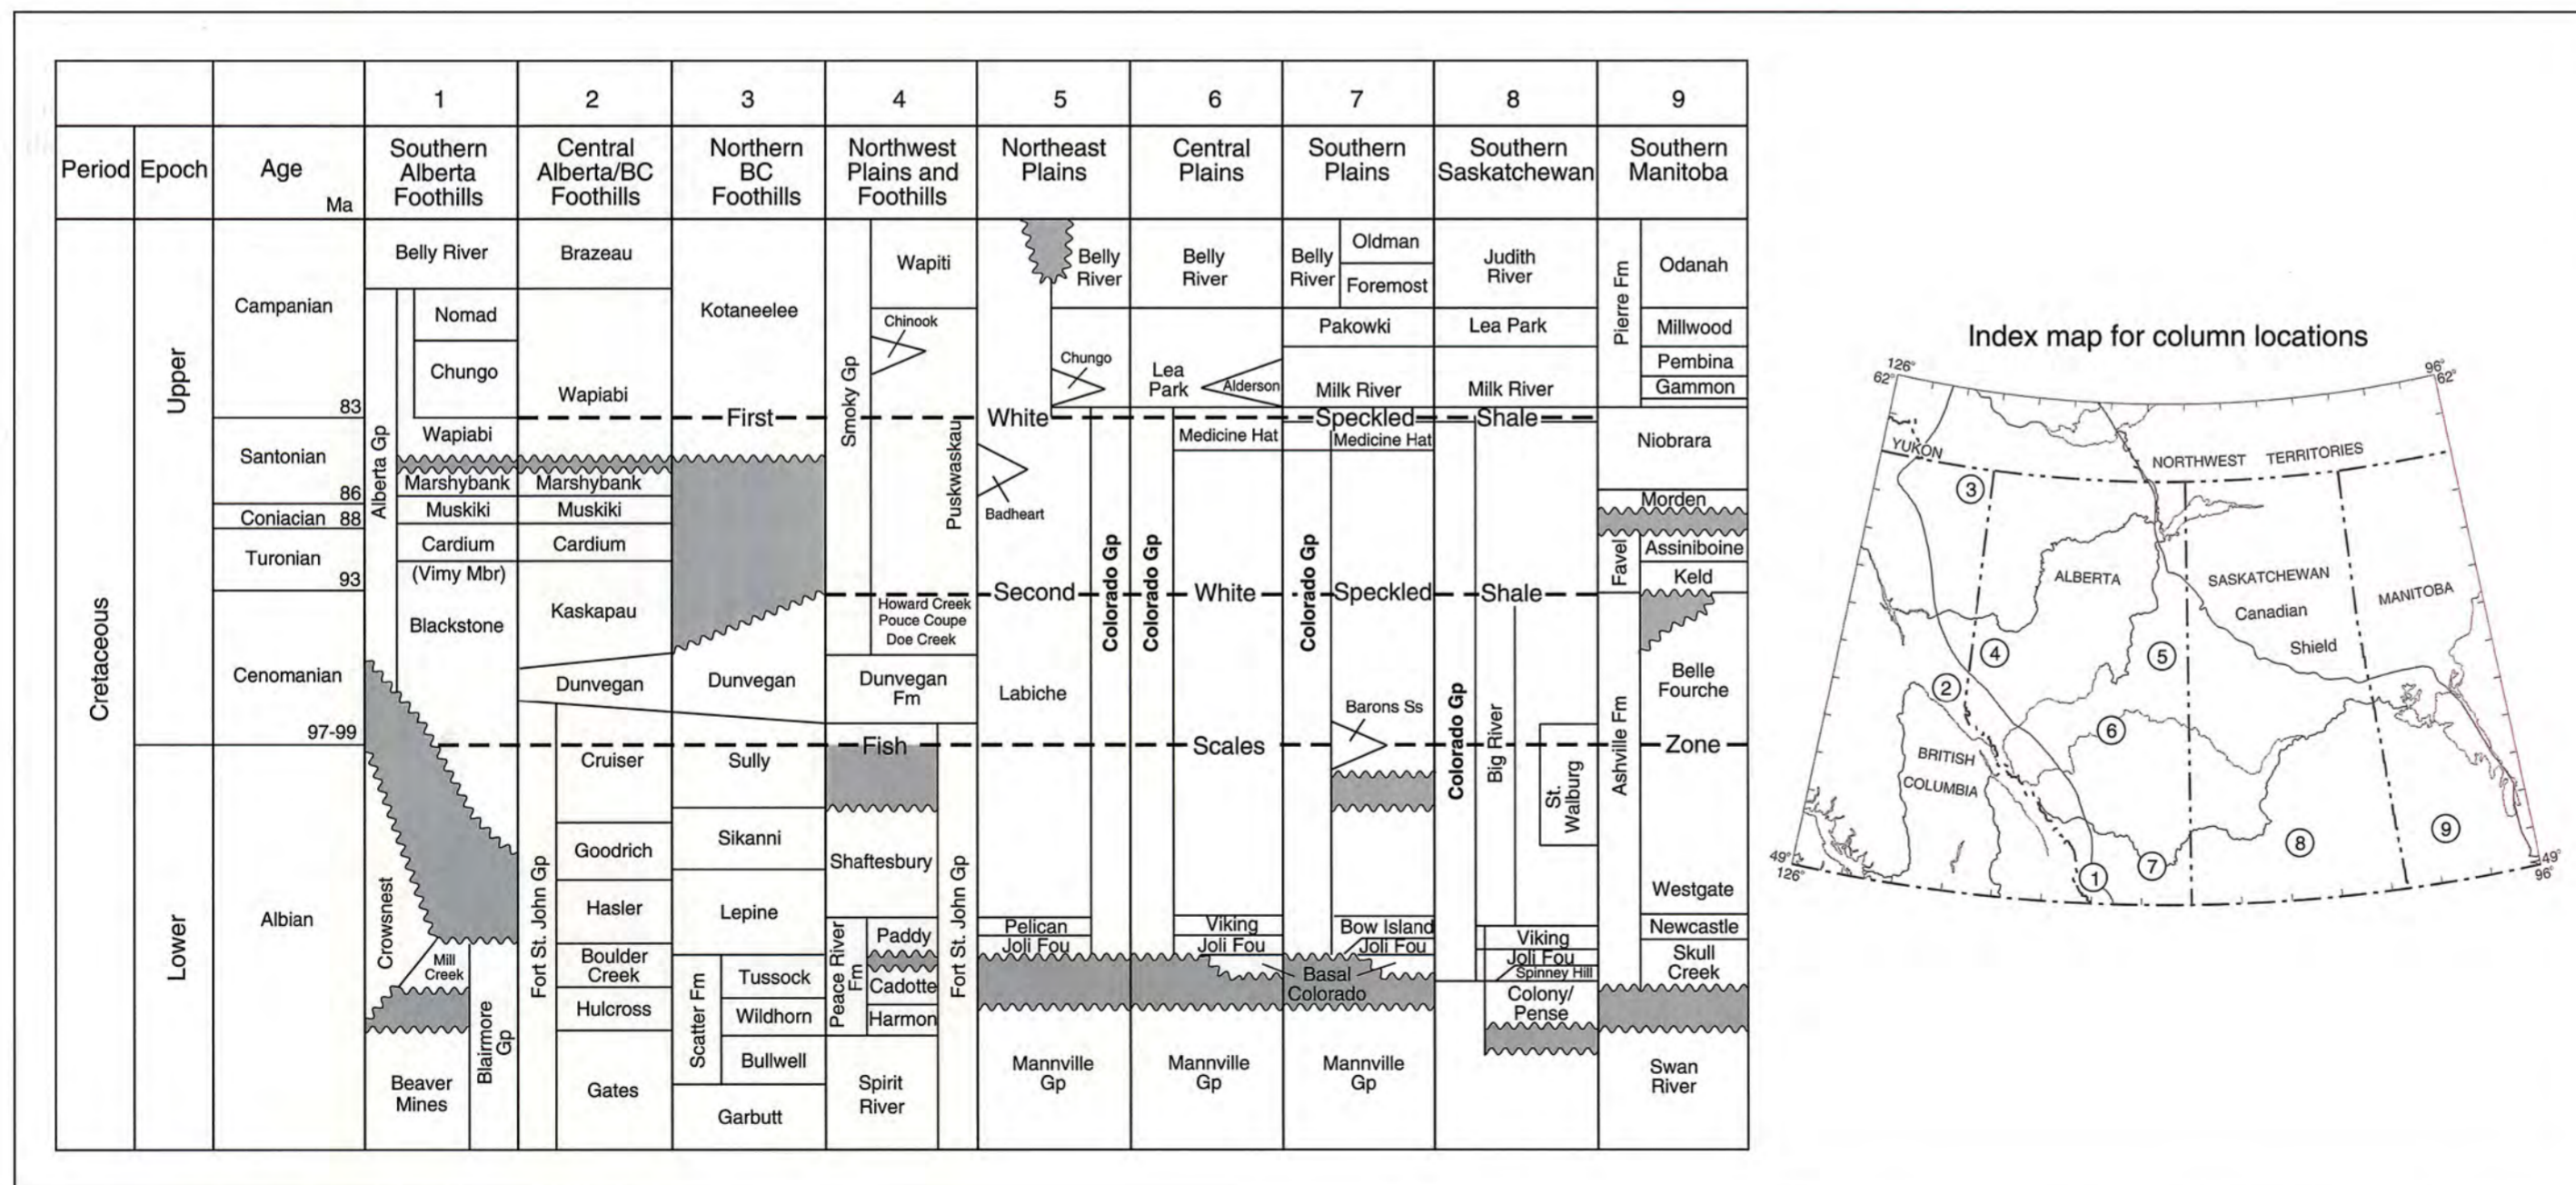 1
2
3
4
5
6
7
8
9
Period
Epoch
Age
Ma
Southern
Alberta
Foothills
Central
Alberta/BC
Foothills
Northern
BC
Foothills
Northwest
Plains and
Foothills
Northeast
Plains
Central
Plains
Southern
Plains
Southern
Saskatchewan
Southern
Manitoba
Cretaceous
Upper
Lower
Campanian
83
Santonian
86
Coniacian 88
Turonian
93
Cenomanian
97-99
Albian
Belly River
Alberta Gp
Nomad
Chungo
Wapiabi
Marshybank
Muskiki
Cardium
(Vimy Mbr)
Blackstone
Crowsnest
Mill
Creek
Blairmore
Gp
Beaver
Mines
Brazeau
Wapiabi
Marshybank
Muskiki
Cardium
Kaskapau
Dunvegan
Fort St. John Gp
Cruiser
Goodrich
Hasler
Boulder
Creek
Hulcross
Gates
Kotaneelee
Dunvegan
Sully
Sikanni
Lepine
Scatter Fm
Tussock
Wildhorn
Bullwell
Garbutt
First White Speckled Shale
Second White Speckled Shale
Fish Scales Zone
Smoky Gp
Wapiti
Chinook
Puskwaskau
Howard Creek
Pouce Coupe
Doe Creek
Dunvegan
Fm
Shaftesbury
Peace River
Fm
Paddy
Cadotte
Harmon
Fort St. John Gp
Spirit
River
Belly
River
Chungo
Badheart
Colorado Gp
Labiche
Pelican
Joli Fou
Mannville
Gp
Belly
River
Lea
Park
Alderson
Medicine Hat
Colorado Gp
Viking
Joli Fou
Basal
Colorado
Mannville
Gp
Belly
River
Oldman
Foremost
Pakowki
Milk River
Medicine Hat
Colorado Gp
Barons Ss
Bow Island
Joli Fou
Mannville
Gp
Judith
River
Lea Park
Milk River
Colorado Gp
Big River
St.
Walburg
Viking
Joli Fou
Spinney Hill
Colony/
Pense
Pierre Fm
Odanah
Millwood
Pembina
Gammon
Niobrara
Morden
Favel
Assiniboine
Keld
Ashville Fm
Belle
Fourche
Westgate
Newcastle
Skull
Creek
Swan
River
Index map for column locations
126°
62°
96°
62°
YUKON
NORTHWEST TERRITORIES
3
ALBERTA
SASKATCHEWAN
MANITOBA
Canadian
Shield
4
5
2
6
BRITISH
COLUMBIA
1
7
8
9
49°
126°
49°
96°